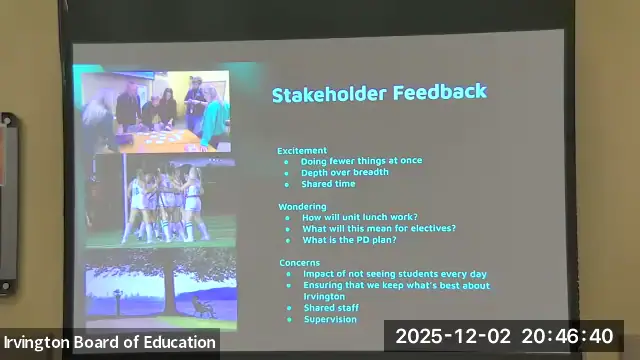 Stakeholder Feedback
Excitement
● Doing fewer things at once
● Depth over breadth
● Shared time
Wondering
● How will unit lunch work?
● What will this mean for electives?
● What is the PD plan?
Concerns
● Impact of not seeing students every day
● Ensuring that we keep what's best about
Irvington
● Shared staff
● Supervision
Irvington Board of Education
2025-12-02 20:46:40